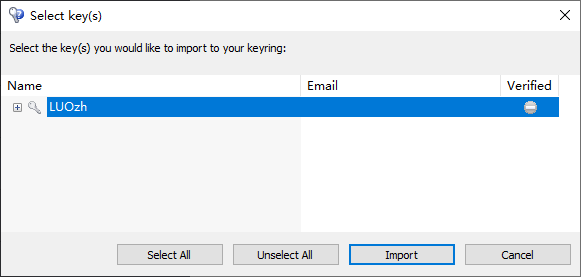 Select key(s)
Select the key(s) you would like to import to your keyring:
Name Email Verified
LUOzh
Select All Unselect All Import Cancel